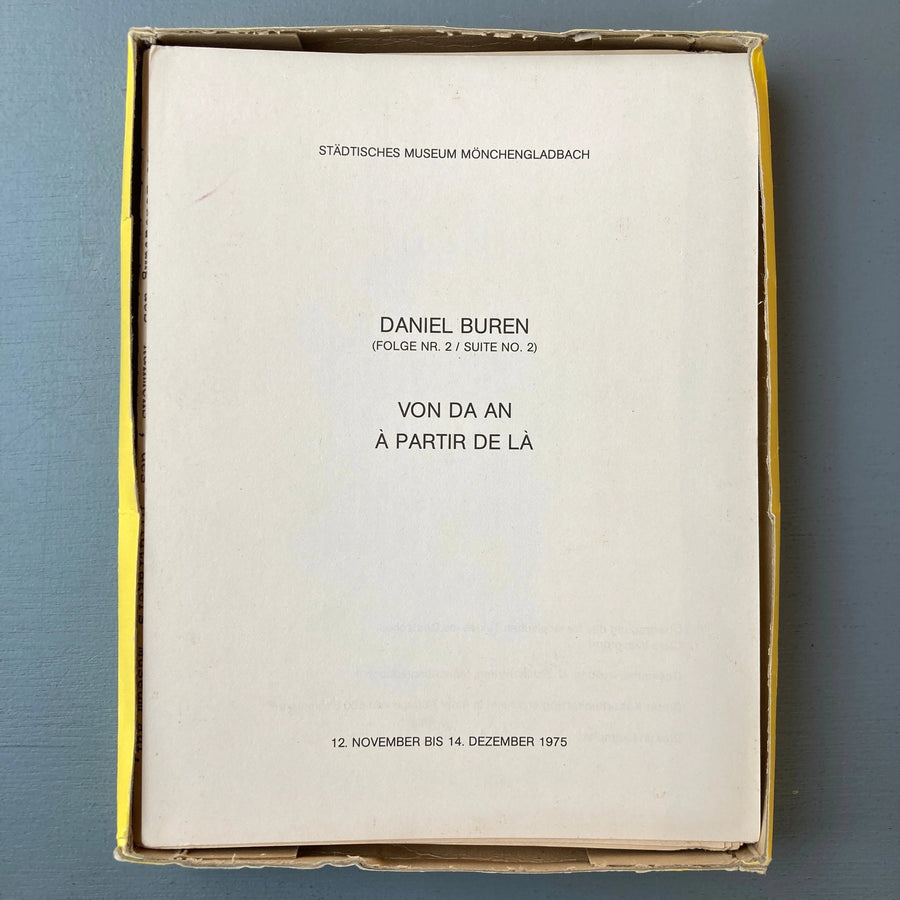 STÄDTISCHES MUSEUM MÖNCHENGLADBACH
DANIEL BUREN
(FOLGE NR. 2 / SUITE NO. 2)
VON DA AN
À PARTIR DE LÀ
12. NOVEMBER BIS 14. DEZEMBER 1975